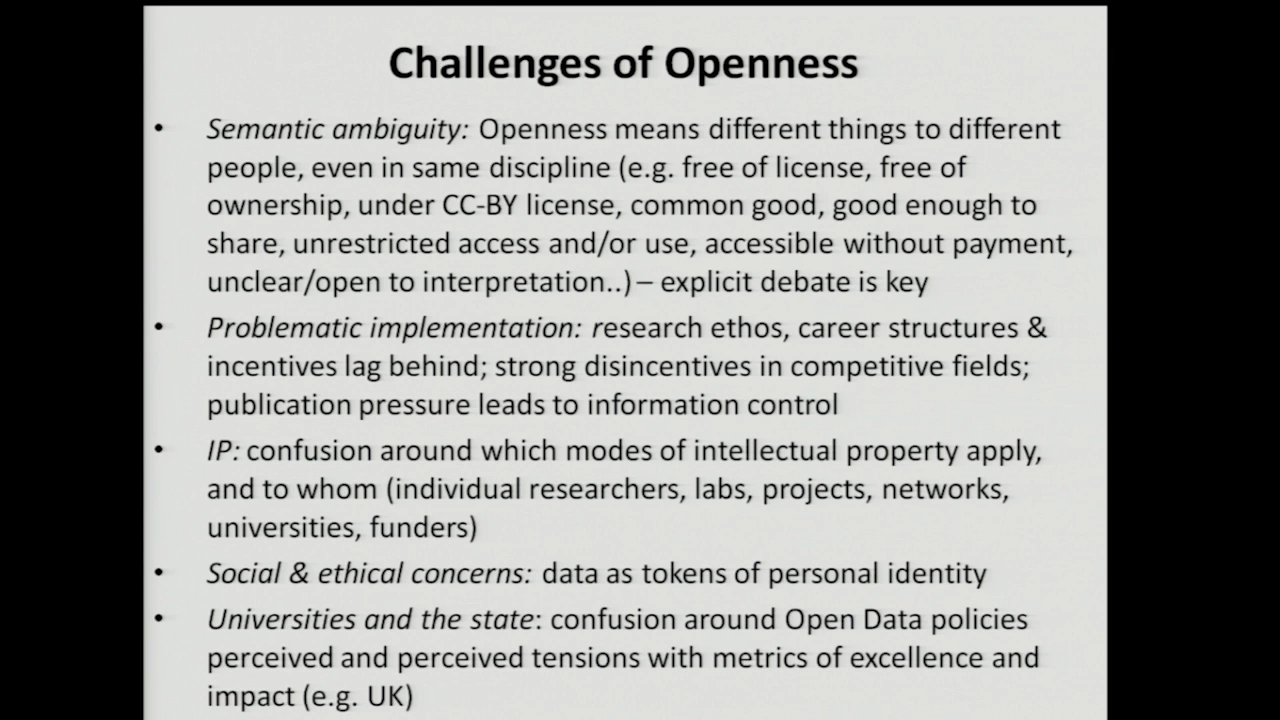 Challenges of Openness
• Semantic ambiguity: Openness means different things to different
people, even in same discipline (e.g. free of license, free of
ownership, under CC-BY license, common good, good enough to
share, unrestricted access and/or use, accessible without payment,
unclear/open to interpretation..) – explicit debate is key
• Problematic implementation: research ethos, career structures &
incentives lag behind; strong disincentives in competitive fields;
publication pressure leads to information control
• IP: confusion around which modes of intellectual property apply,
and to whom (individual researchers, labs, projects, networks,
universities, funders)
• Social & ethical concerns: data as tokens of personal identity
• Universities and the state: confusion around Open Data policies
perceived and perceived tensions with metrics of excellence and
impact (e.g. UK)